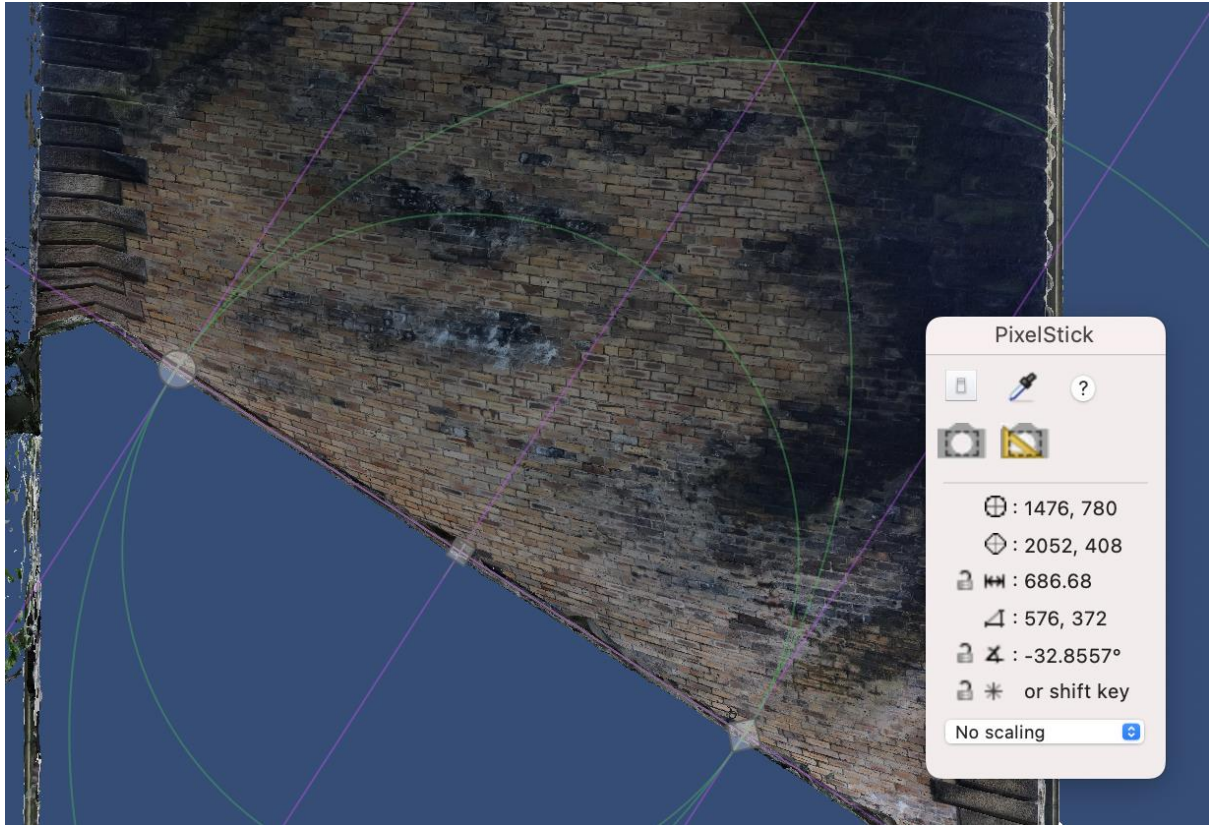 PixelStick
?
: 1476, 780
: 2052, 408
: 686.68
: 576, 372
: -32.8557°
or shift key
No scaling